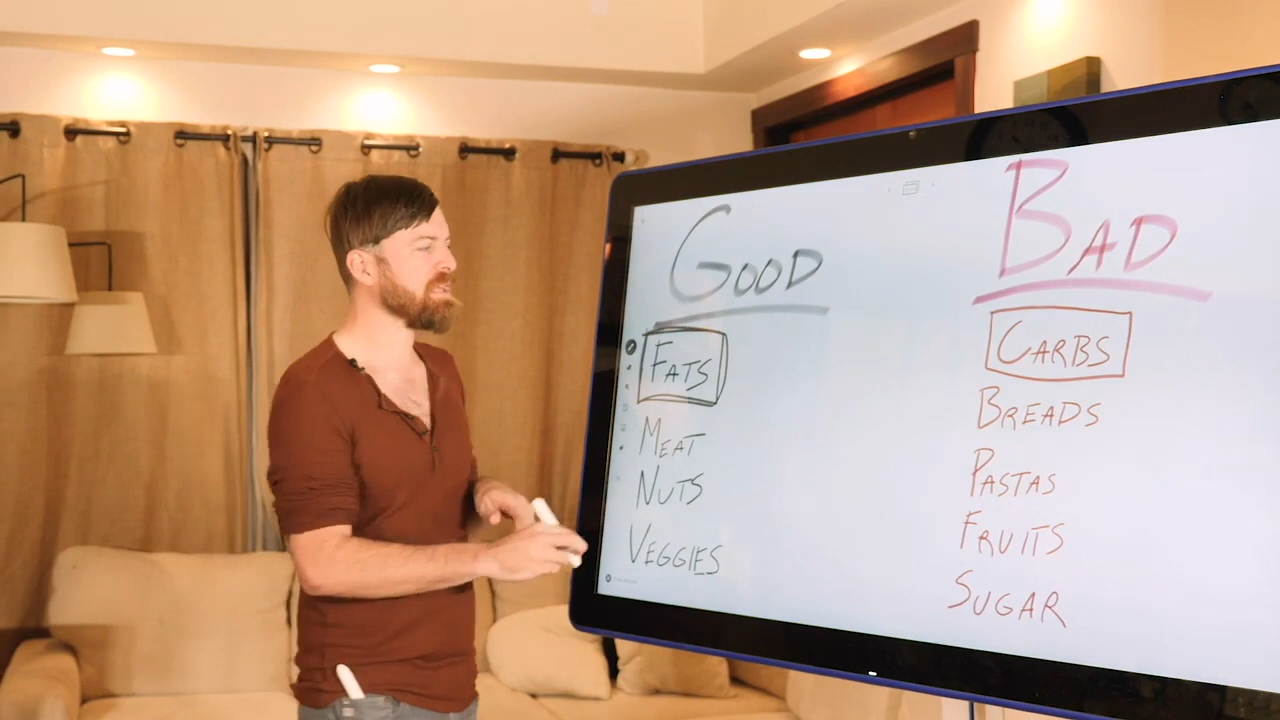 GOOD
FATS
MEAT
NUTS
VEGGIES
BAD
CARBS
BREADS
PASTAS
FRUITS
SUGAR